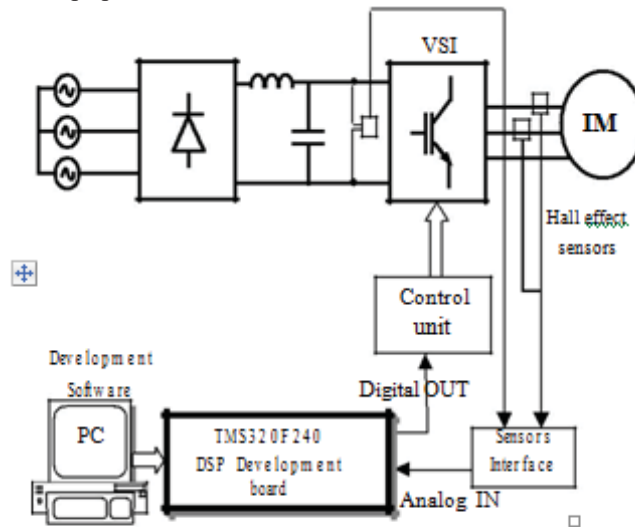 VSI
IM
Hall effect
sensors
Control
unit
Development
Software
Digital OUT
PC
TMS320F240
DSP Development
board
Sensors
Interface
Analog IN